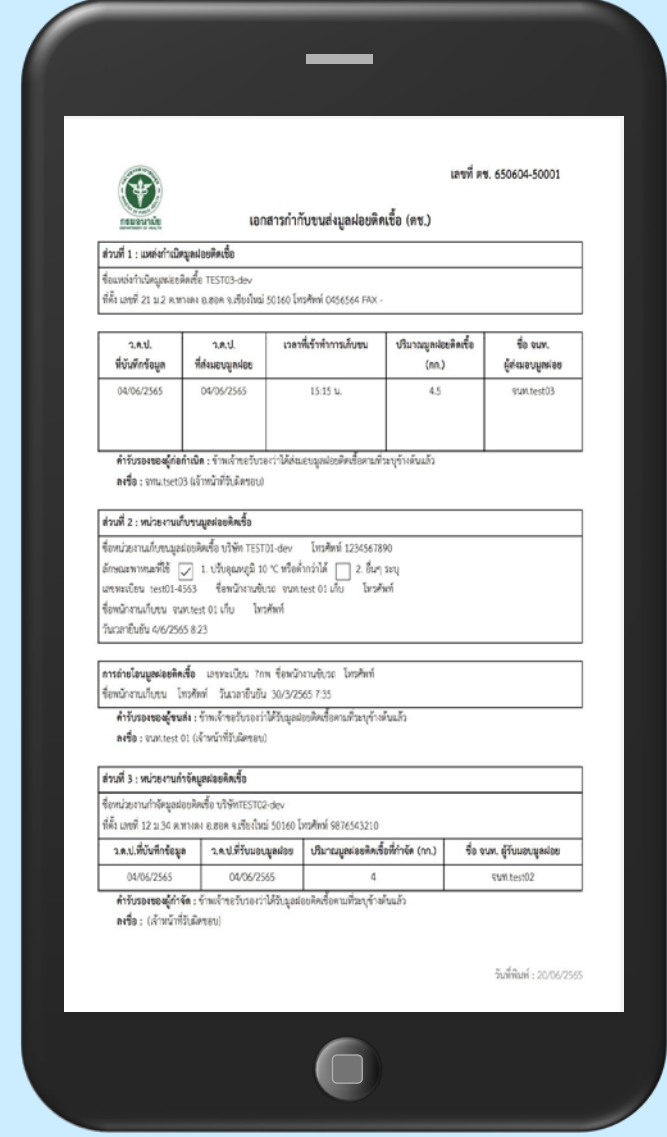 เลขที่ ตช. 650604-50001
กรมอนามัย
DEPARTMENT OF HEALTH
เอกสารกำกับขนส่งมูลฝอยติดเชื้อ (ตช.)
ส่วนที่ 1 : แหล่งกำเนิดมูลฝอยติดเชื้อ
ชื่อแหล่งกำเนิดมูลฝอยติดเชื้อ TEST03-dev
ที่ตั้ง เลขที่ 21 ม.2 ต.หางดง อ.ฮอด จ.เชียงใหม่ 50160 โทรศัพท์ 0456564 FAX -
ว.ด.ป. ที่บันทึกข้อมูล ว.ด.ป. ที่ส่งมอบมูลฝอย เวลาที่เข้าทำการเก็บขน ปริมาณมูลฝอยติดเชื้อ (กก.) ชื่อ จนท. ผู้ส่งมอบมูลฝอย
04/06/2565 04/06/2565 15:15 น. 4.5 จนท.test03
คำรับรองของผู้ก่อกำเนิด : ข้าพเจ้าขอรับรองว่าได้ส่งมอบมูลฝอยติดเชื้อตามที่ระบุข้างต้นแล้ว
ลงชื่อ : จทน.tset03 (เจ้าหน้าที่รับผิดชอบ)
ส่วนที่ 2 : หน่วยงานเก็บขนมูลฝอยติดเชื้อ
ชื่อหน่วยงานเก็บขนมูลฝอยติดเชื้อ บริษัท TEST01-dev โทรศัพท์ 1234567890
ลักษณะพาหนะที่ใช้ ✓ 1. ปรับอุณหภูมิ 10 °C หรือต่ำกว่าได้ 2. อื่นๆ ระบุ
เลขทะเบียน test01-4563 ชื่อพนักงานขับรถ จนท.test 01 เก็บ โทรศัพท์
ชื่อพนักงานเก็บขน จนท.test 01 เก็บ โทรศัพท์
วันเวลายืนยัน 4/6/2565 8:23
การถ่ายโอนมูลฝอยติดเชื้อ เลขทะเบียน 7กพ ชื่อพนักงานขับรถ โทรศัพท์
ชื่อพนักงานเก็บขน โทรศัพท์ วันเวลายืนยัน 30/3/2565 7:35
คำรับรองของผู้ขนส่ง : ข้าพเจ้าขอรับรองว่าได้รับมูลฝอยติดเชื้อตามที่ระบุข้างต้นแล้ว
ลงชื่อ : จนท.test 01 (เจ้าหน้าที่รับผิดชอบ)
ส่วนที่ 3 : หน่วยงานกำจัดมูลฝอยติดเชื้อ
ชื่อหน่วยงานกำจัดมูลฝอยติดเชื้อ บริษัทTEST02-dev
ที่ตั้ง เลขที่ 12 ม.34 ต.หางดง อ.ฮอด จ.เชียงใหม่ 50160 โทรศัพท์ 9876543210
ว.ด.ป.ที่บันทึกข้อมูล ว.ด.ป.ที่รับมอบมูลฝอย ปริมาณมูลฝอยติดเชื้อที่กำจัด (กก.) ชื่อ จนท. ผู้รับมอบมูลฝอย
04/06/2565 04/06/2565 4 จนท.test02
คำรับรองของผู้กำจัด : ข้าพเจ้าขอรับรองว่าได้รับมูลฝอยติดเชื้อตามที่ระบุข้างต้นแล้ว
ลงชื่อ : (เจ้าหน้าที่รับผิดชอบ)
วันที่พิมพ์ : 20/06/2565